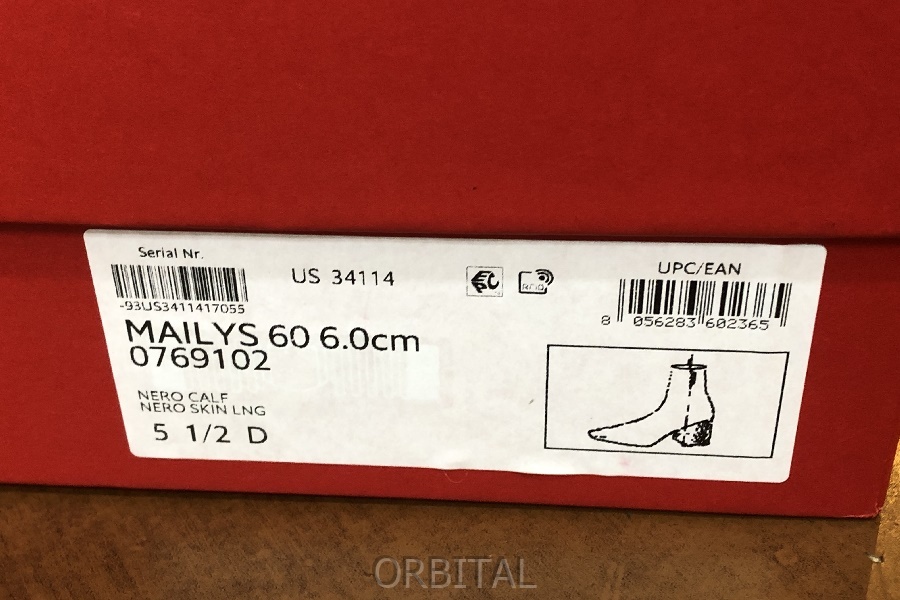 Serial Nr.
-93US3411417055
US 34114
UPC/EAN
8 056283 602365
MAILYS 60 6.0cm
0769102
NERO CALF
NERO SKIN LNG
5 1/2 D
ORBITAL